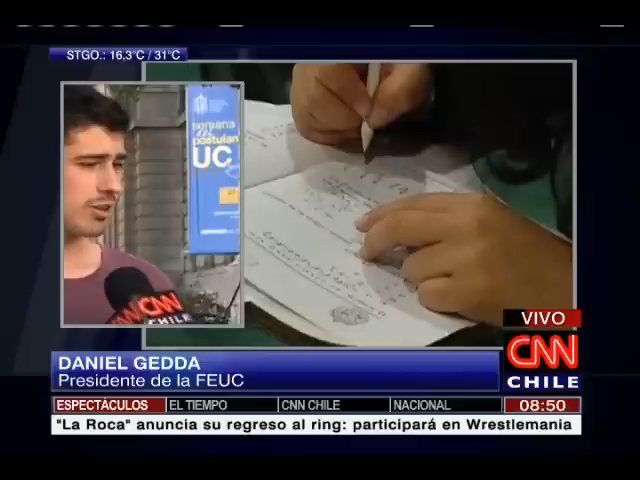 STGO.: 16,3°C / 31°C
semana
postulan
UC
CNN
CHILE
VIVO
CNN
CHILE
DANIEL GEDDA
Presidente de la FEUC
ESPECTÁCULOS EL TIEMPO CNN CHILE NACIONAL 08:50
"La Roca" anuncia su regreso al ring: participará en Wrestlemania